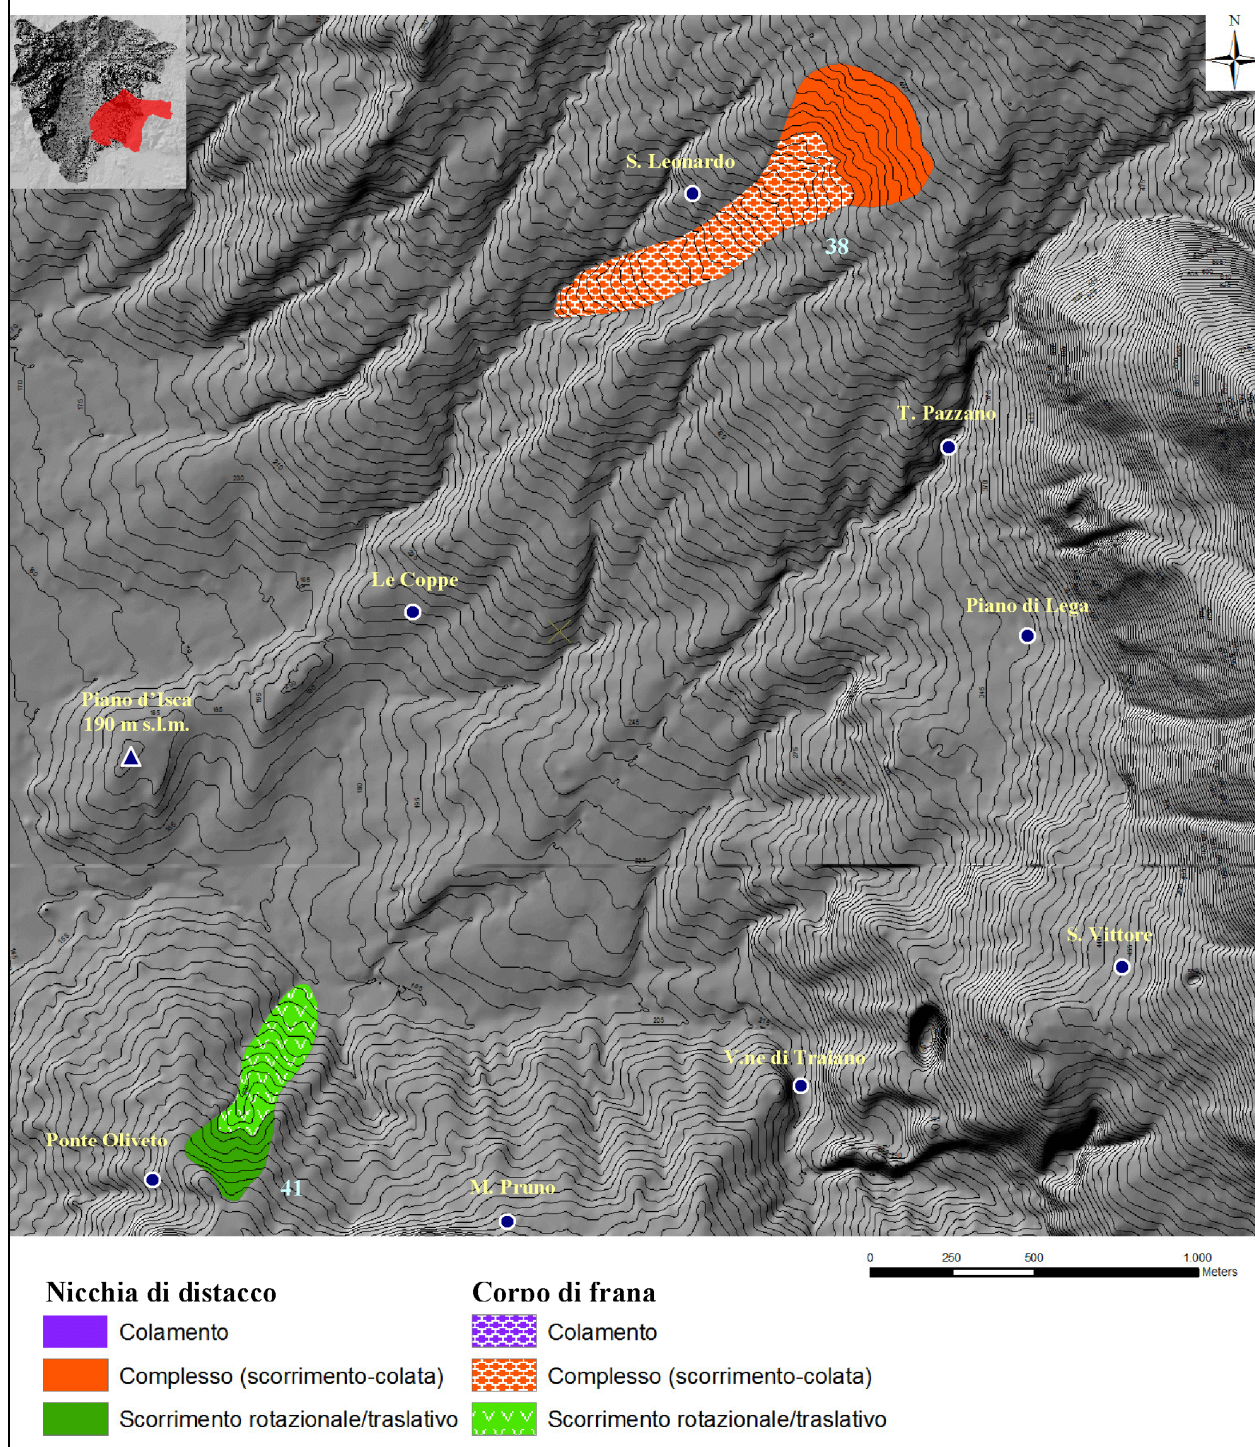 N
S. Leonardo
38
T. Pazzano
Le Coppe
Piano di Lega
Piano d'Isca
190 m s.l.m.
S. Vittore
V.ne di Traiano
Ponte Oliveto
41
M. Pruno
0 250 500 1.000
Meters
Nicchia di distacco
Colamento
Complesso (scorrimento-colata)
Scorrimento rotazionale/traslativo
Corpo di frana
Colamento
Complesso (scorrimento-colata)
Scorrimento rotazionale/traslativo